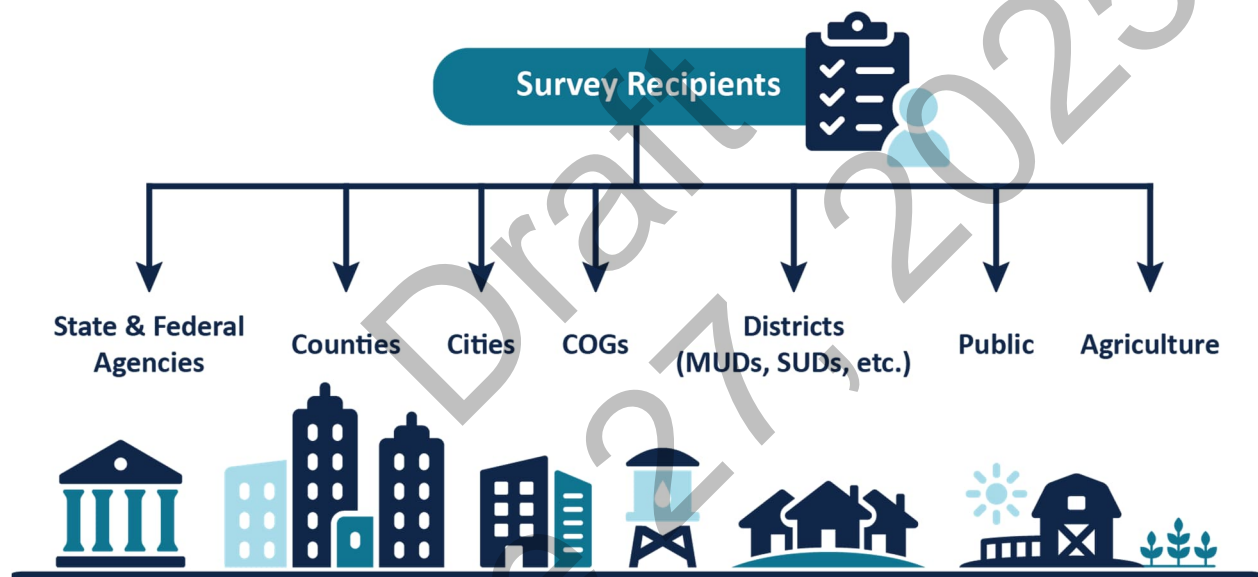 Survey Recipients
State & Federal
Agencies
Counties
Cities
COGs
Districts
(MUDs, SUDs, etc.)
Public
Agriculture
Draft
27, 2025